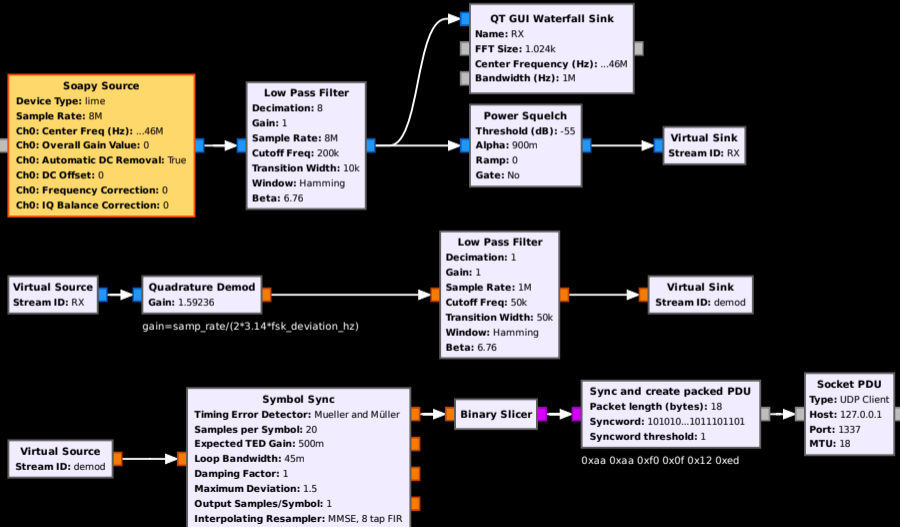 QT GUI Waterfall Sink
Name: RX
FFT Size: 1.024k
Center Frequency (Hz): ...46M
Bandwidth (Hz): 1M
Soapy Source
Device Type: lime
Sample Rate: 8M
Ch0: Center Freq (Hz): ...46M
Ch0: Overall Gain Value: 0
Ch0: Automatic DC Removal: True
Ch0: DC Offset: 0
Ch0: Frequency Correction: 0
Ch0: IQ Balance Correction: 0
Low Pass Filter
Decimation: 8
Gain: 1
Sample Rate: 8M
Cutoff Freq: 200k
Transition Width: 10k
Window: Hamming
Beta: 6.76
Power Squelch
Threshold (dB): -55
Alpha: 900m
Ramp: 0
Gate: No
Virtual Sink
Stream ID: RX
Virtual Source
Stream ID: RX
Quadrature Demod
Gain: 1.59236
gain=samp_rate/(2*3.14*fsk_deviation_hz)
Low Pass Filter
Decimation: 1
Gain: 1
Sample Rate: 1M
Cutoff Freq: 50k
Transition Width: 50k
Window: Hamming
Beta: 6.76
Virtual Sink
Stream ID: demod
Virtual Source
Stream ID: demod
Symbol Sync
Timing Error Detector: Mueller and Müller
Samples per Symbol: 20
Expected TED Gain: 500m
Loop Bandwidth: 45m
Damping Factor: 1
Maximum Deviation: 1.5
Output Samples/Symbol: 1
Interpolating Resampler: MMSE, 8 tap FIR
Binary Slicer
Sync and create packed PDU
Packet length (bytes): 18
Syncword: 101010...1011101101
Syncword threshold: 1
0xaa 0xaa 0xf0 0x0f 0x12 0xed
Socket PDU
Type: UDP Client
Host: 127.0.0.1
Port: 1337
MTU: 18